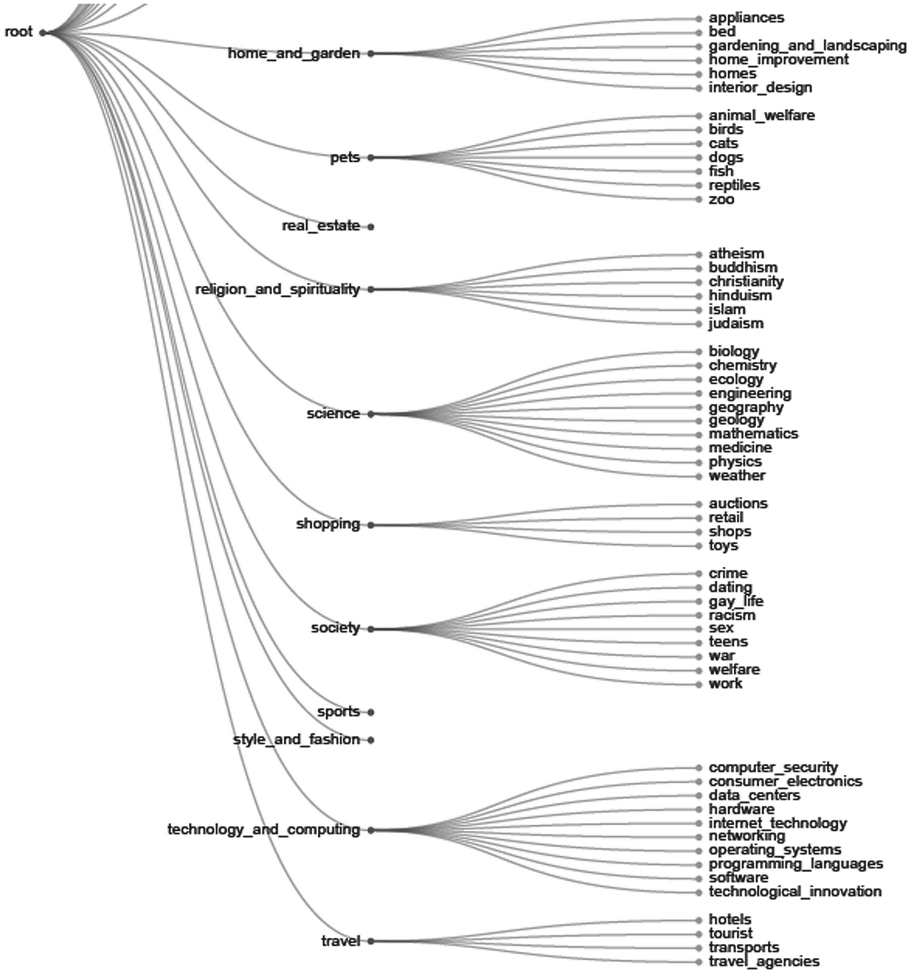 root
home_and_garden
appliances
bed
gardening_and_landscaping
home_improvement
homes
interior_design
pets
animal_welfare
birds
cats
dogs
fish
reptiles
zoo
real_estate
religion_and_spirituality
atheism
buddhism
christianity
hinduism
islam
judaism
science
biology
chemistry
ecology
engineering
geography
geology
mathematics
medicine
physics
weather
shopping
auctions
retail
shops
toys
society
crime
dating
gay_life
racism
sex
teens
war
welfare
work
sports
style_and_fashion
technology_and_computing
computer_security
consumer_electronics
data_centers
hardware
internet_technology
networking
operating_systems
programming_languages
software
technological_innovation
travel
hotels
tourist
transports
travel_agencies